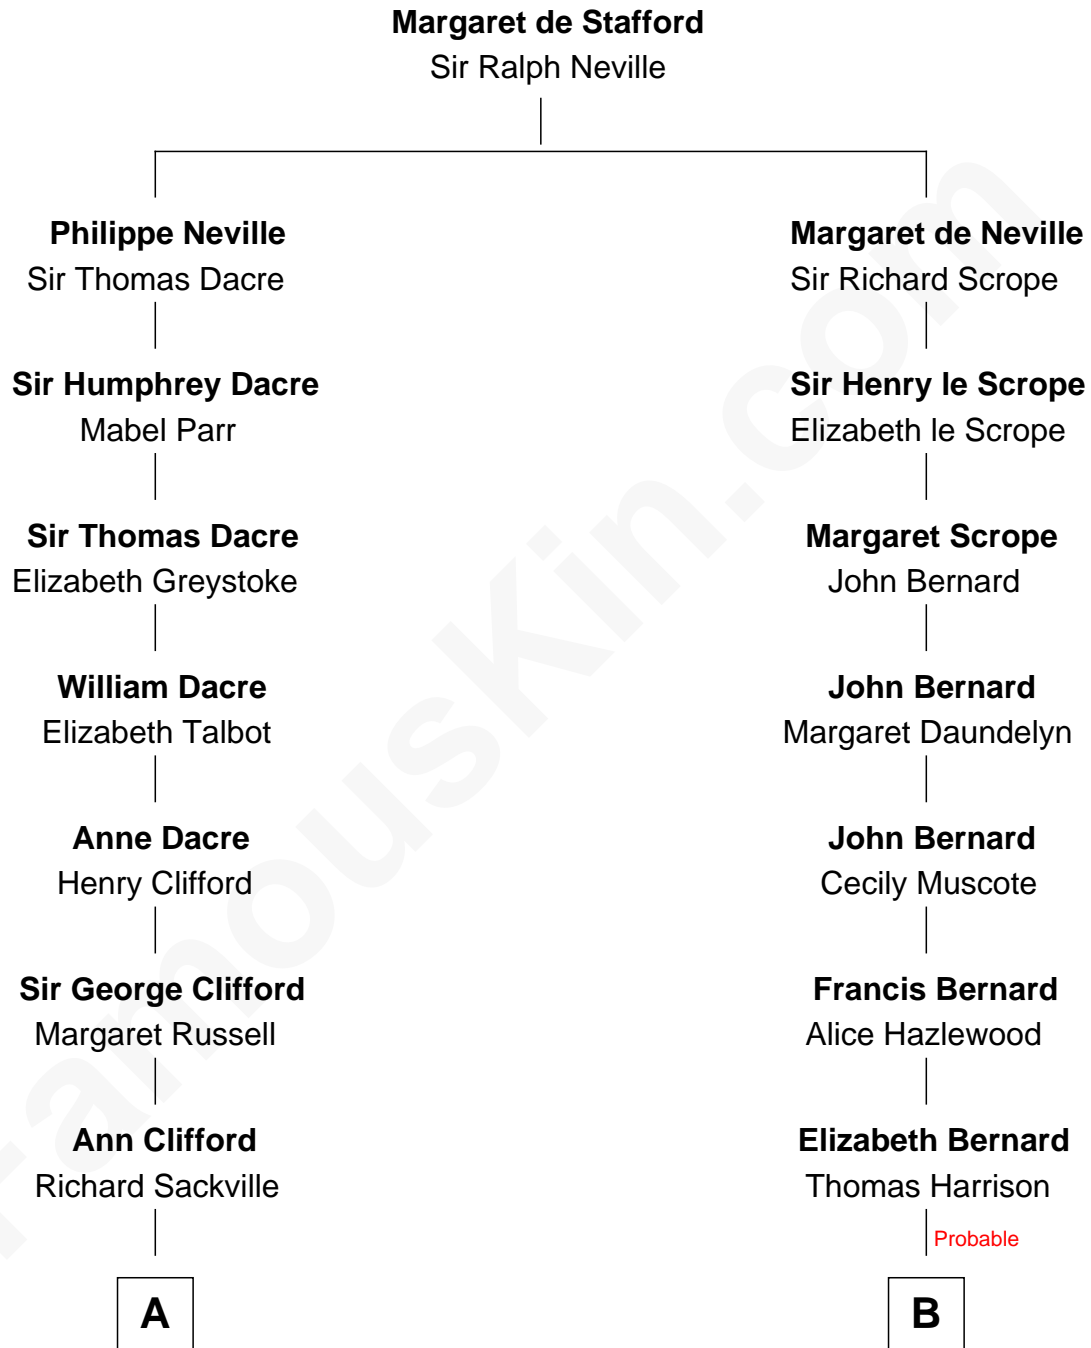 Margaret de Stafford
Sir Ralph Neville
Philippe Neville
Sir Thomas Dacre
Margaret de Neville
Sir Richard Scrope
Sir Humphrey Dacre
Mabel Parr
Sir Henry le Scrope
Elizabeth le Scrope
Sir Thomas Dacre
Elizabeth Greystoke
Margaret Scrope
John Bernard
William Dacre
Elizabeth Talbot
John Bernard
Margaret Daundelyn
Anne Dacre
Henry Clifford
John Bernard
Cecily Muscote
Sir George Clifford
Margaret Russell
Francis Bernard
Alice Hazlewood
Ann Clifford
Richard Sackville
Elizabeth Bernard
Thomas Harrison
Probable
A
B
FamousKin.com